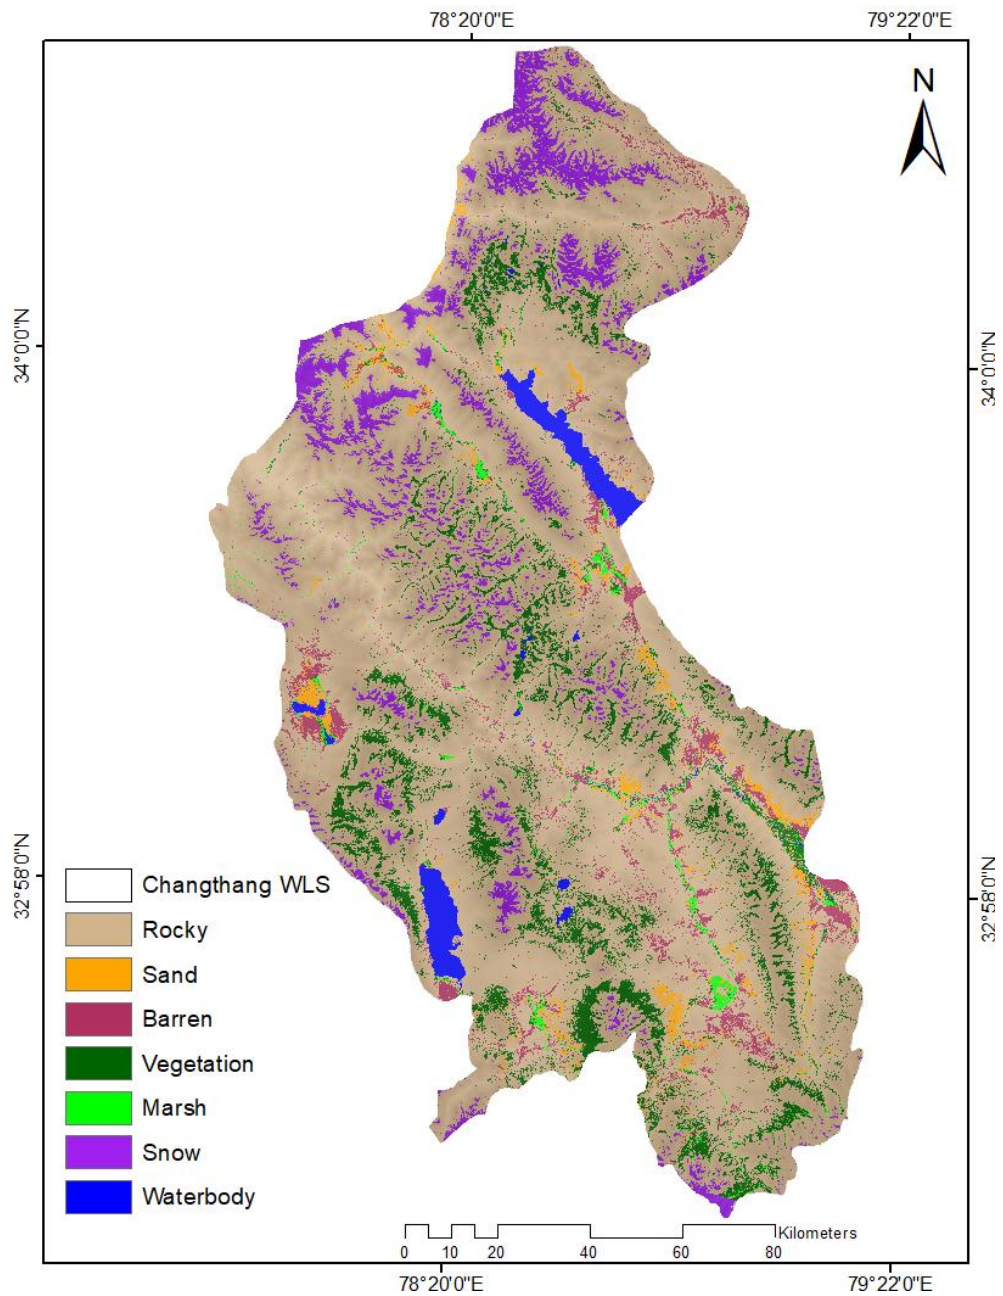 78°20'0"E
79°22'0"E
N
34°0'0"N
34°0'0"N
32°58'0"N
32°58'0"N
Changthang WLS
Rocky
Sand
Barren
Vegetation
Marsh
Snow
Waterbody
Kilometers
0 10 20 40 60 80
78°20'0"E
79°22'0"E